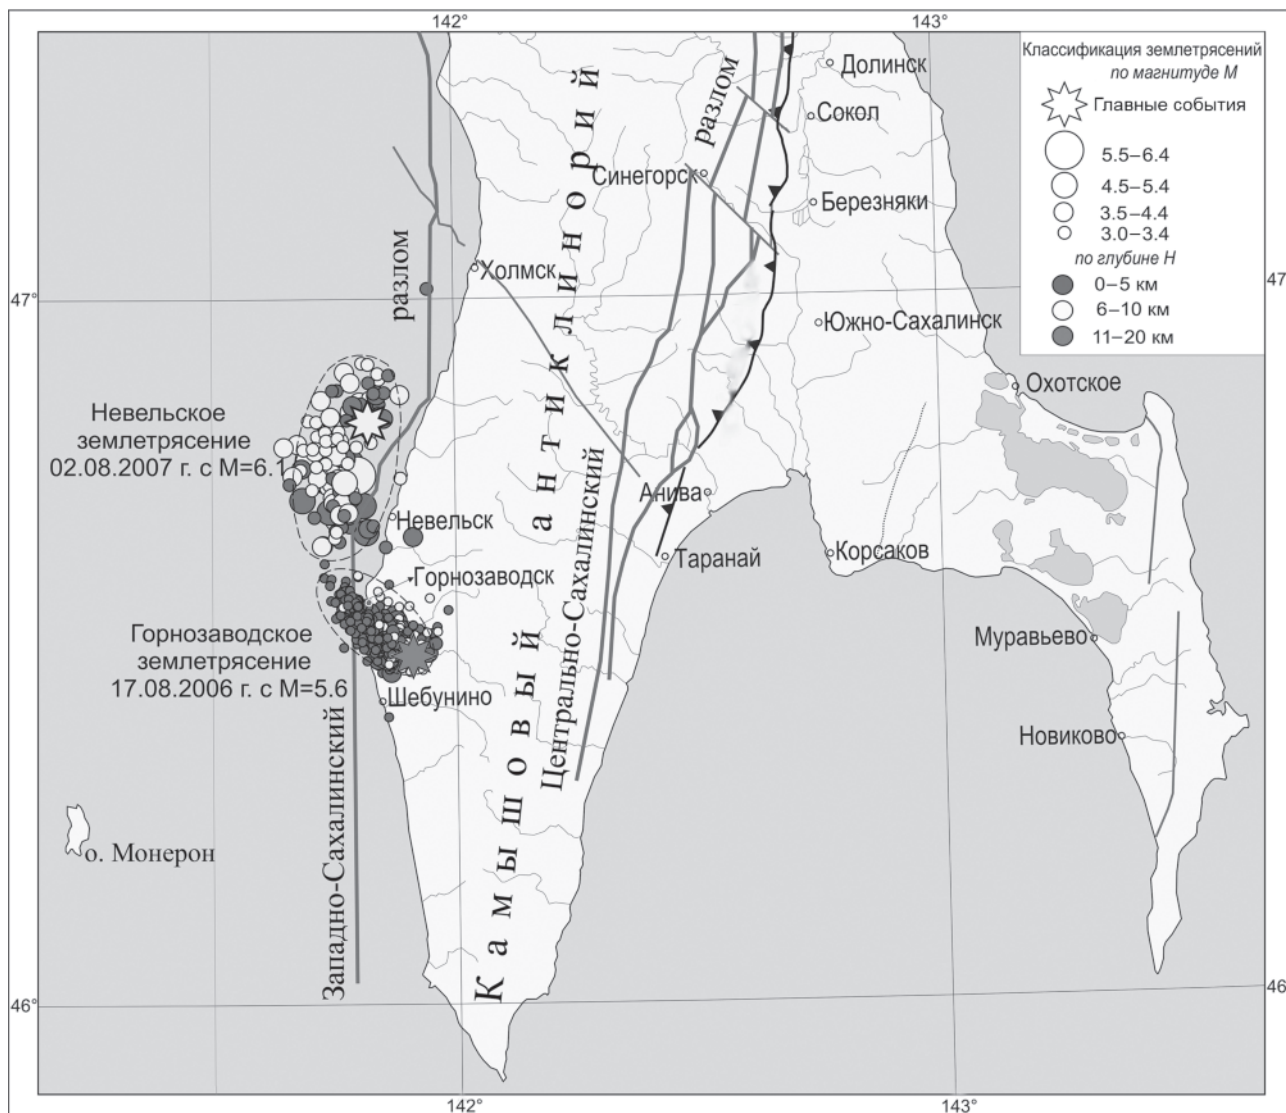 142°
143°
Классификация землетрясений
по магнитуде М
Главные события
5.5–6.4
4.5–5.4
3.5–4.4
3.0–3.4
по глубине Н
0–5 км
6–10 км
11–20 км
Долинск
Сокол
разлом
Синегорск
Березняки
Холмск
разлом
47°
47
Южно-Сахалинск
Охотское
Невельское
землетрясение
02.08.2007 г. с М=6.1
Анива
Невельск
Таранай
Корсаков
Горнозаводск
Горнозаводское
землетрясение
17.08.2006 г. с М=5.6
Муравьево
Шебунино
Новиково
Центрально-Сахалинский
Камышовый антиклинорий
Западно-Сахалинский
о. Монерон
46°
46
142°
143°